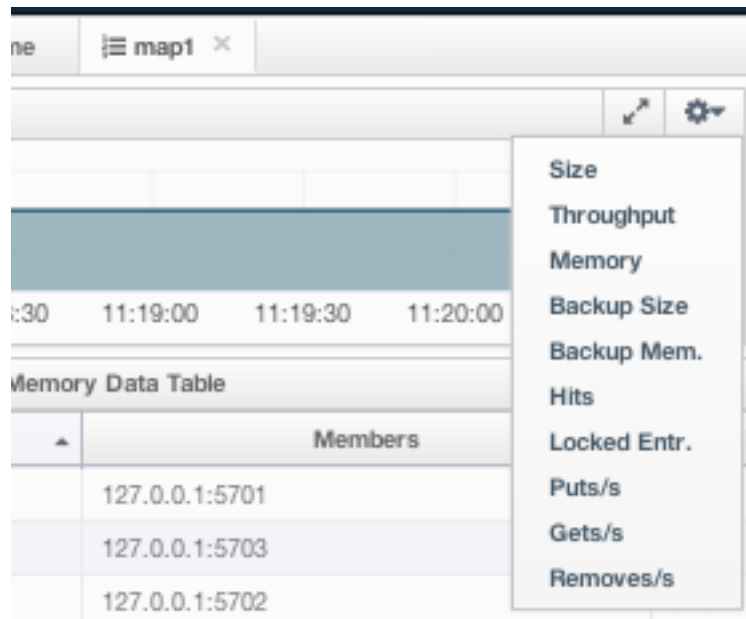 me map1
Size
Throughput
Memory
Backup Size
Backup Mem.
Hits
Locked Entr.
Puts/s
Gets/s
Removes/s
:30 11:19:00 11:19:30 11:20:00
Memory Data Table
Members
127.0.0.1:5701
127.0.0.1:5703
127.0.0.1:5702